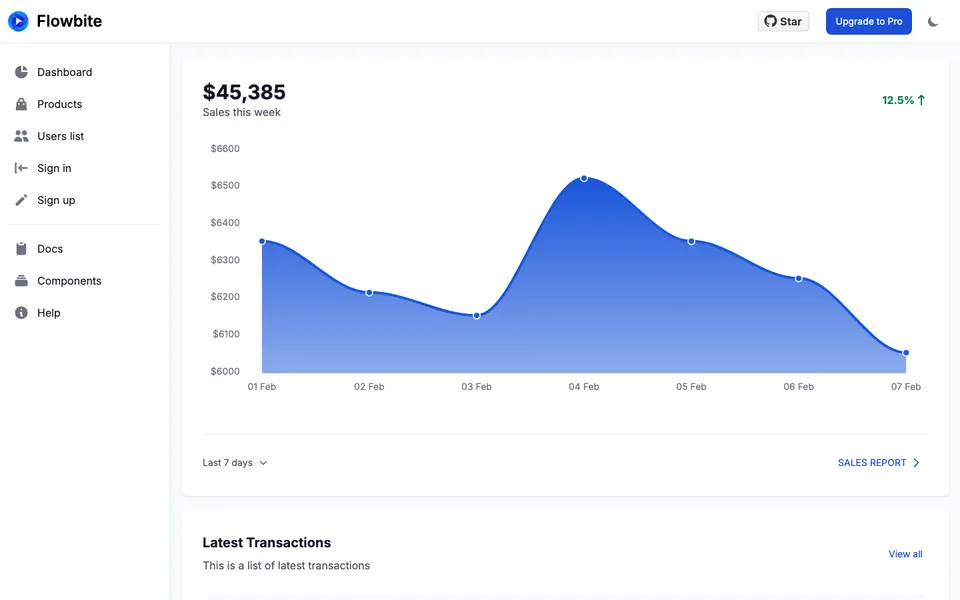 Flowbite
Star
Upgrade to Pro
Dashboard
Products
Users list
Sign in
Sign up
Docs
Components
Help
$45,385
Sales this week
12.5%
$6600
$6500
$6400
$6300
$6200
$6100
$6000
01 Feb 02 Feb 03 Feb 04 Feb 05 Feb 06 Feb 07 Feb
Last 7 days
SALES REPORT
Latest Transactions
This is a list of latest transactions
View all